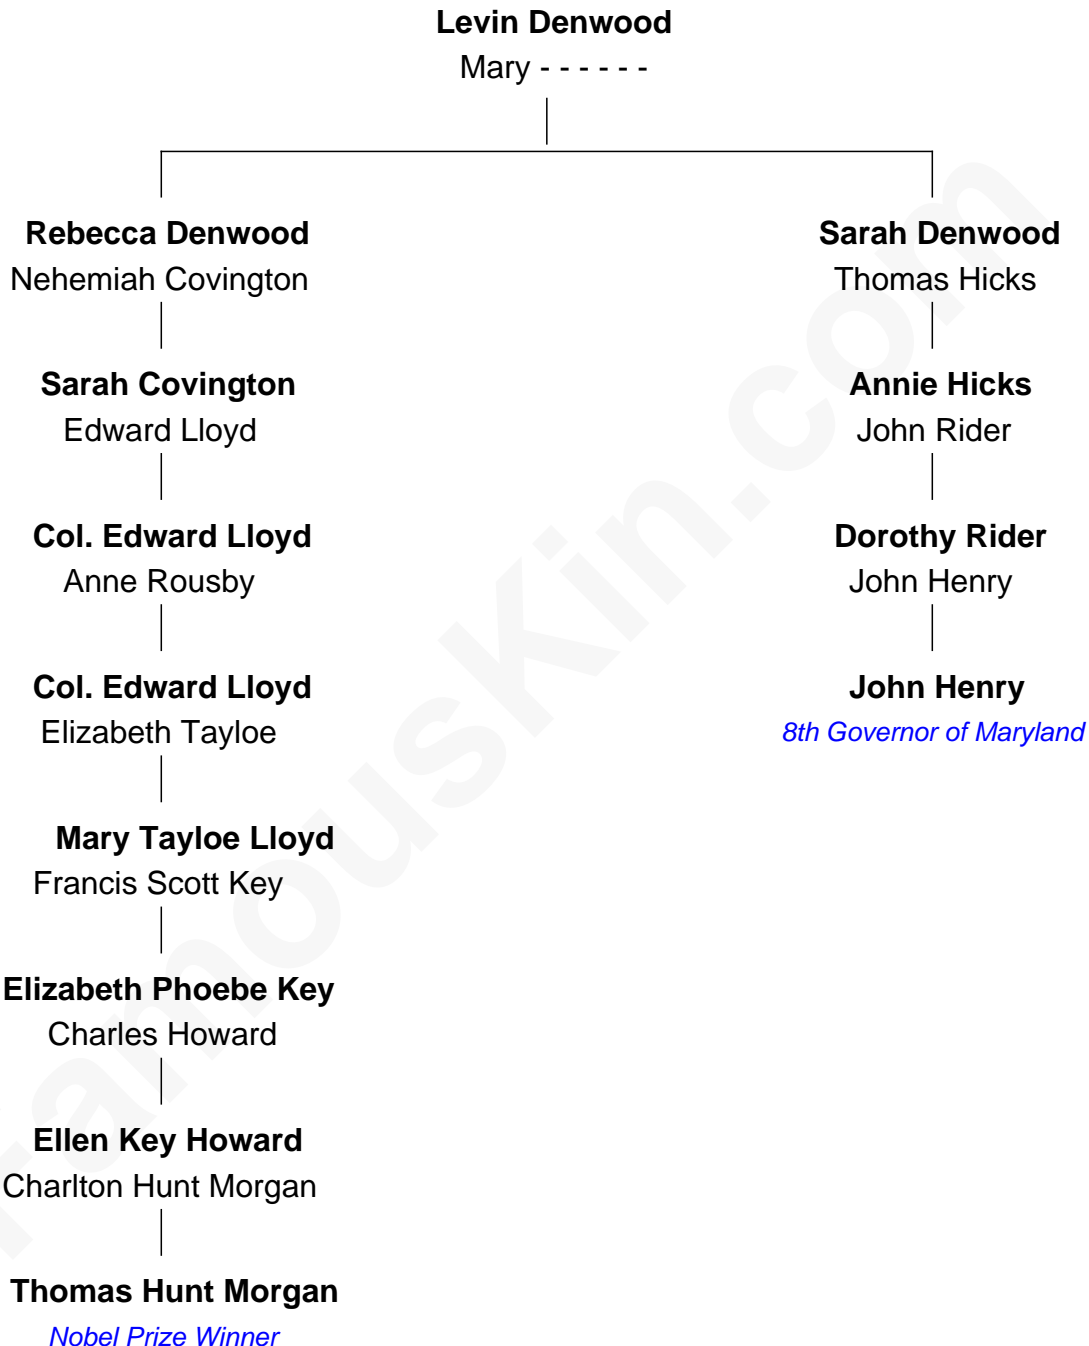 Levin Denwood
Mary - - - - - -
Rebecca Denwood
Nehemiah Covington
Sarah Denwood
Thomas Hicks
Sarah Covington
Edward Lloyd
Annie Hicks
John Rider
Col. Edward Lloyd
Anne Rousby
Dorothy Rider
John Henry
Col. Edward Lloyd
Elizabeth Tayloe
John Henry
8th Governor of Maryland
Mary Tayloe Lloyd
Francis Scott Key
Elizabeth Phoebe Key
Charles Howard
Ellen Key Howard
Charlton Hunt Morgan
Thomas Hunt Morgan
Nobel Prize Winner
FamousKin.com